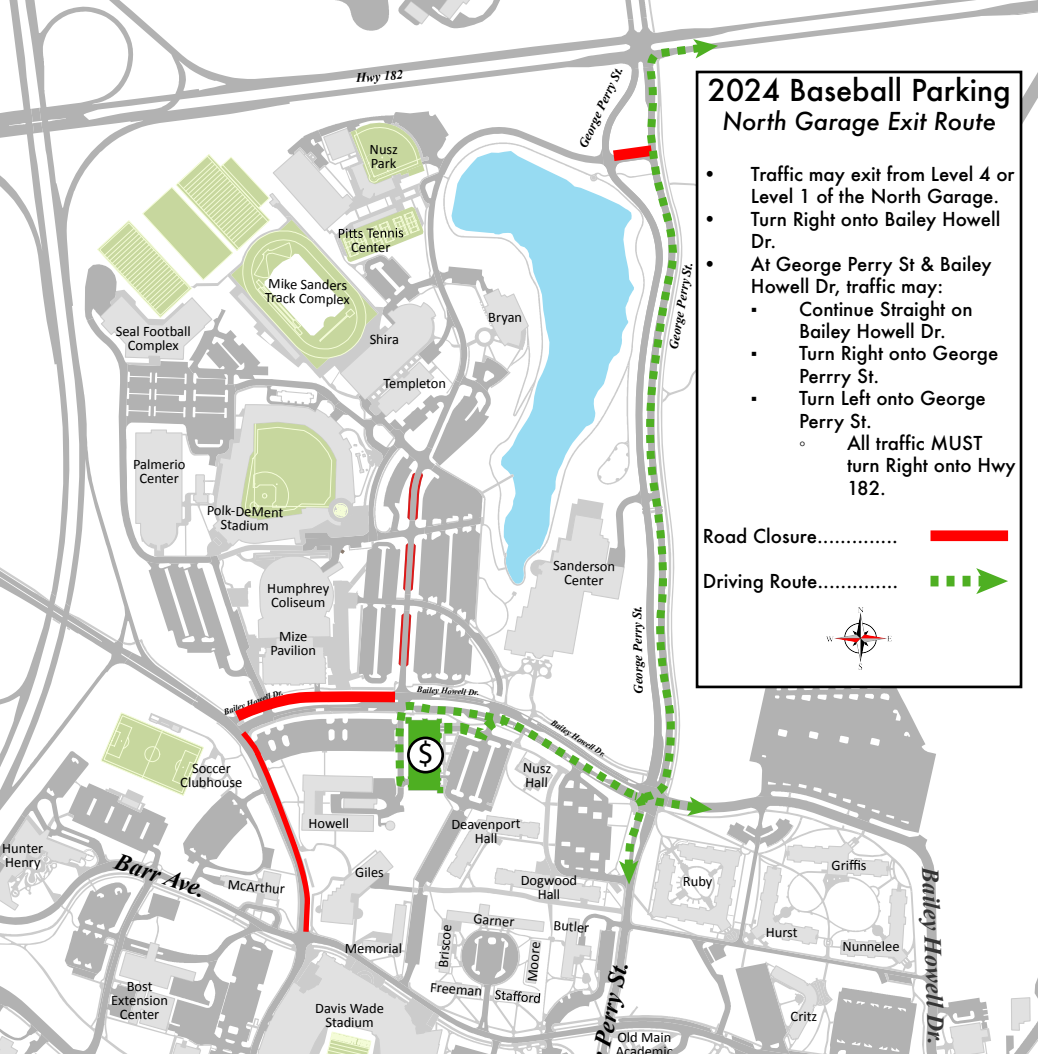 2024 Baseball Parking
North Garage Exit Route
• Traffic may exit from Level 4 or
Level 1 of the North Garage.
• Turn Right onto Bailey Howell
Dr.
• At George Perry St & Bailey
Howell Dr, traffic may:
▪ Continue Straight on
Bailey Howell Dr.
▪ Turn Right onto George
Perrry St.
▪ Turn Left onto George
Perry St.
° All traffic MUST
turn Right onto Hwy
182.
Road Closure..............
Driving Route..............
N
W
E
S
Hwy 182
George Perry St.
Nusz
Park
Pitts Tennis
Center
Mike Sanders
Track Complex
George Perry St.
Bryan
Seal Football
Complex
Shira
Templeton
Palmerio
Center
Polk-DeMent
Stadium
Sanderson
Center
Humphrey
Coliseum
Mize
Pavilion
George Perry St.
Bailey Howell Dr.
Bailey Howell Dr.
Bailey Howell Dr.
$
Soccer
Clubhouse
Nusz
Hall
Howell
Deavenport
Hall
Hunter
Henry
Barr Ave.
McArthur
Giles
Dogwood
Hall
Ruby
Griffis
Bailey Howell Dr.
Garner
Butler
Briscoe
Moore
Memorial
Hurst
Nunnelee
Freeman
Stafford
Bost
Extension
Center
Davis Wade
Stadium
Perry St.
Critz
Old Main
Academic